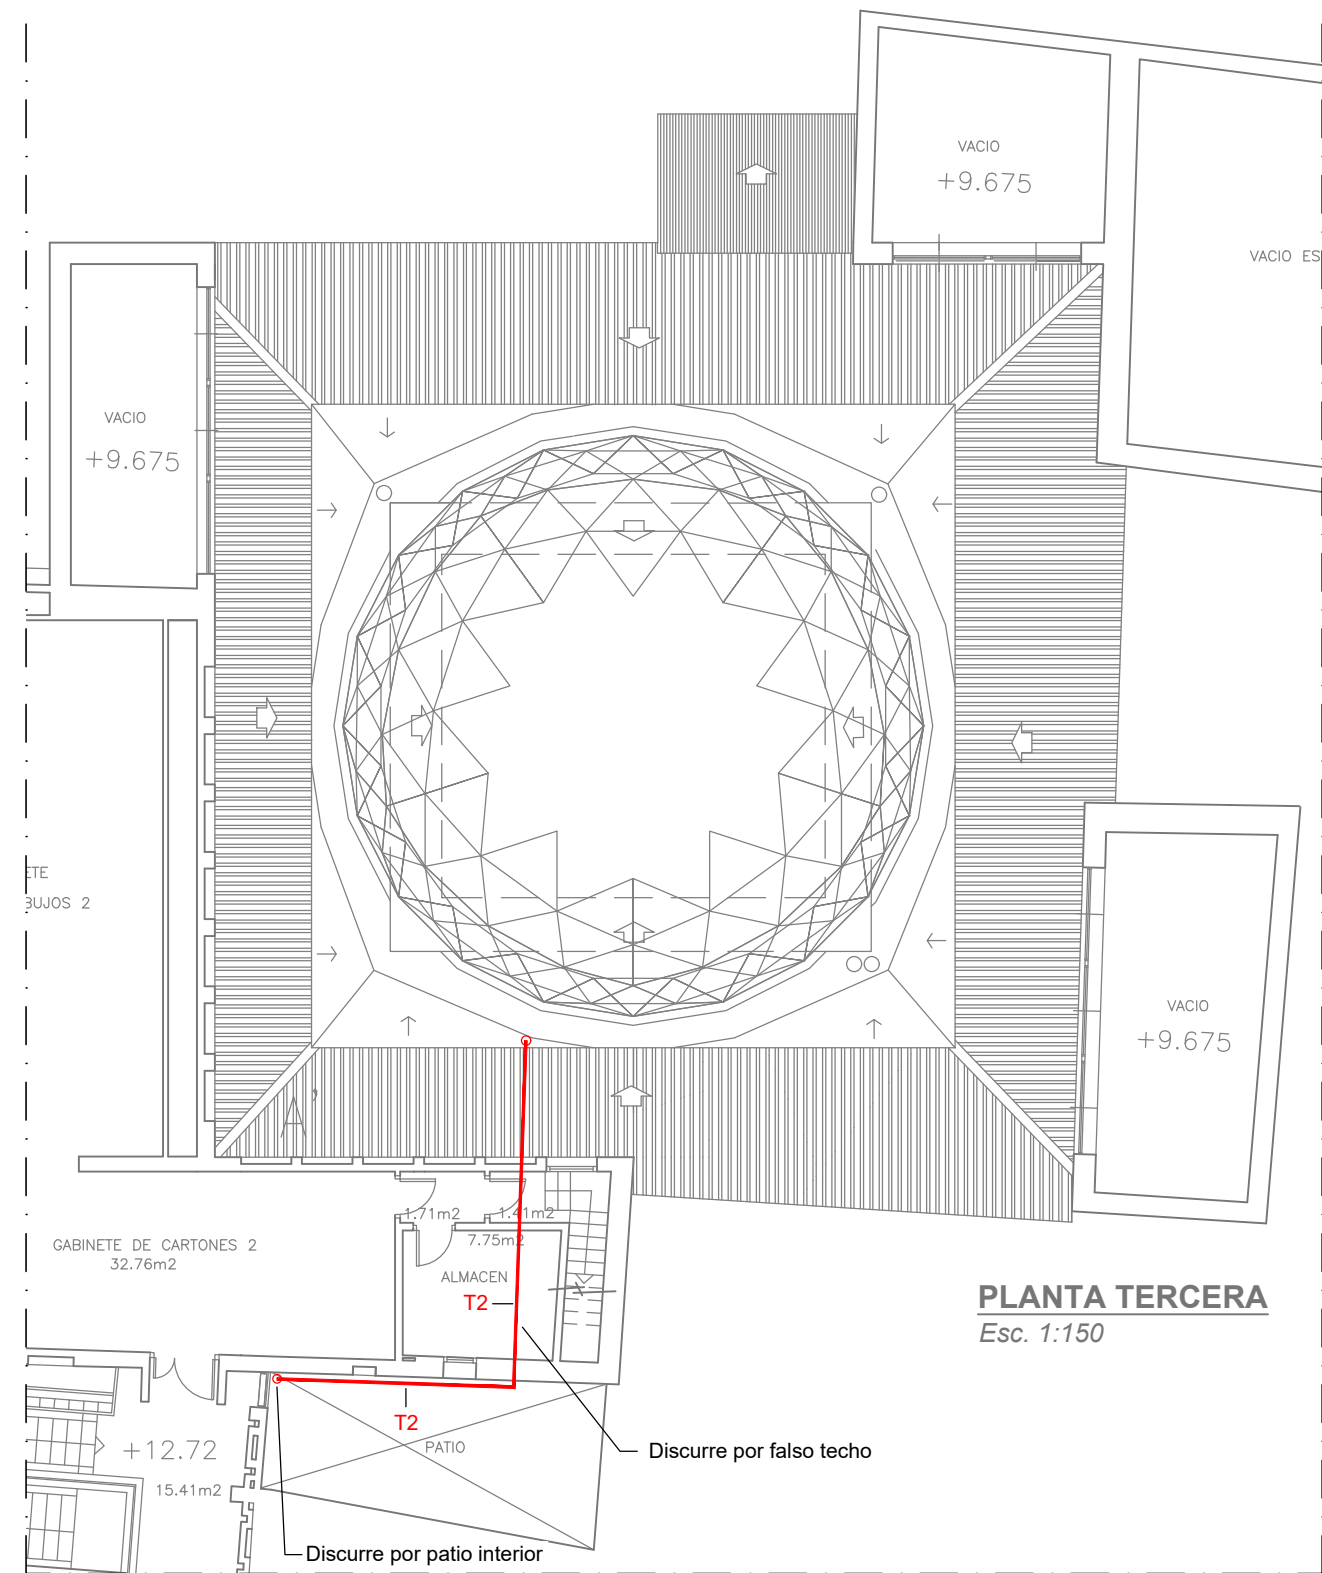 VACIO
+9.675
VACIO ES
VACIO
+9.675
ETE
BUJOS 2
VACIO
+9.675
1.71m2
1.41m2
7.75m2
GABINETE DE CARTONES 2
32.76m2
ALMACEN
T2
PLANTA TERCERA
Esc. 1:150
T2
PATIO
+12.72
15.41m2
Discurre por falso techo
Discurre por patio interior